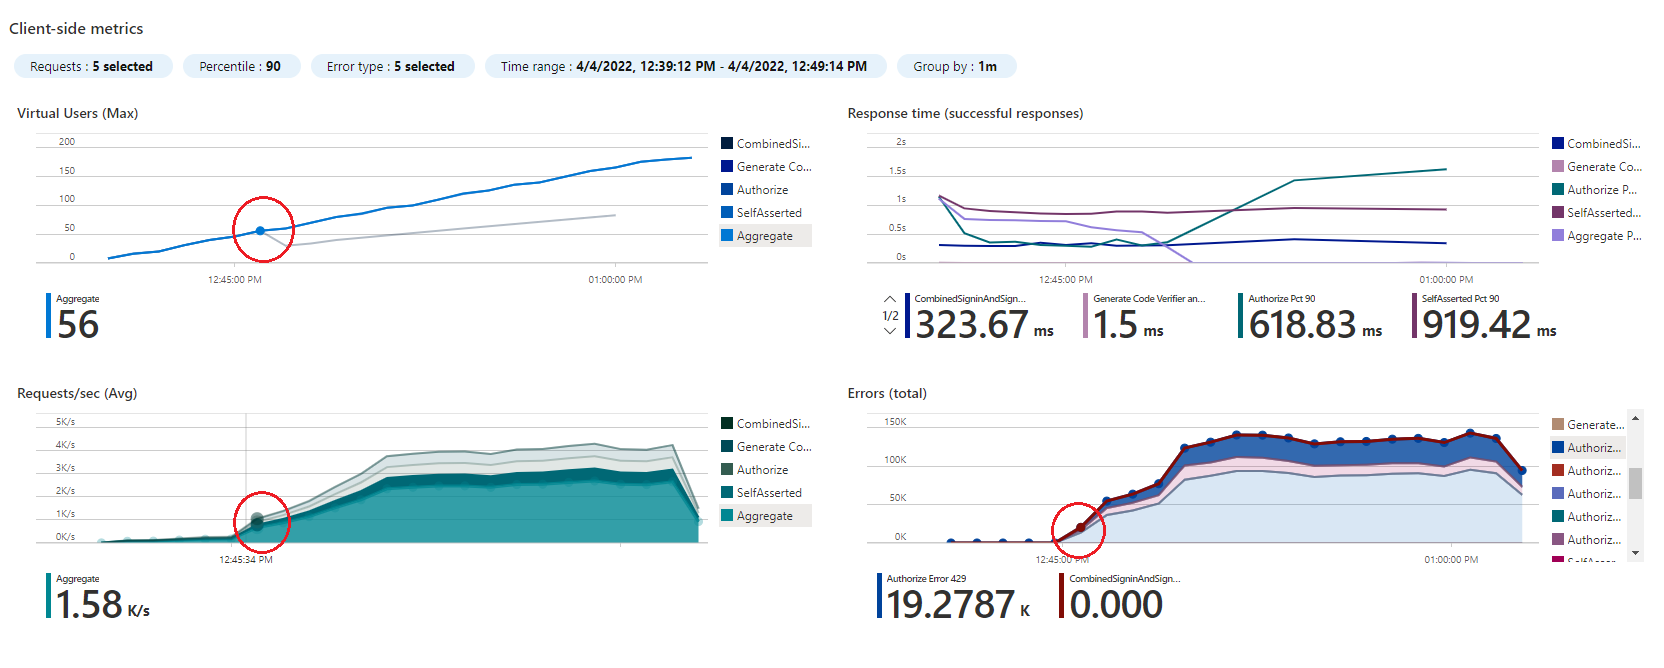 Client-side metrics
Requests : 5 selected
Percentile : 90
Error type : 5 selected
Time range : 4/4/2022, 12:39:12 PM - 4/4/2022, 12:49:14 PM
Group by : 1m
Virtual Users (Max)
200
150
100
50
0
12:45:00 PM
01:00:00 PM
CombinedSi...
Generate Co...
Authorize
SelfAsserted
Aggregate
Aggregate
56
Response time (successful responses)
2s
1.5s
1s
0.5s
0s
12:45:00 PM
01:00:00 PM
CombinedSi...
Generate Co...
Authorize P...
SelfAsserted...
Aggregate P...
1/2
CombinedSigninAndSign...
323.67 ms
Generate Code Verifier an...
1.5 ms
Authorize Pct 90
618.83 ms
SelfAsserted Pct 90
919.42 ms
Requests/sec (Avg)
5K/s
4K/s
3K/s
2K/s
1K/s
0K/s
12:45:34 PM
CombinedSi...
Generate Co...
Authorize
SelfAsserted
Aggregate
Aggregate
1.58 K/s
Errors (total)
150K
100K
50K
0K
12:45:00 PM
01:00:00 PM
Generate...
Authoriz...
Authoriz...
Authoriz...
Authoriz...
Authoriz...
SelfAsser...
Authorize Error 429
19.2787 K
CombinedSigninAndSign...
0.000